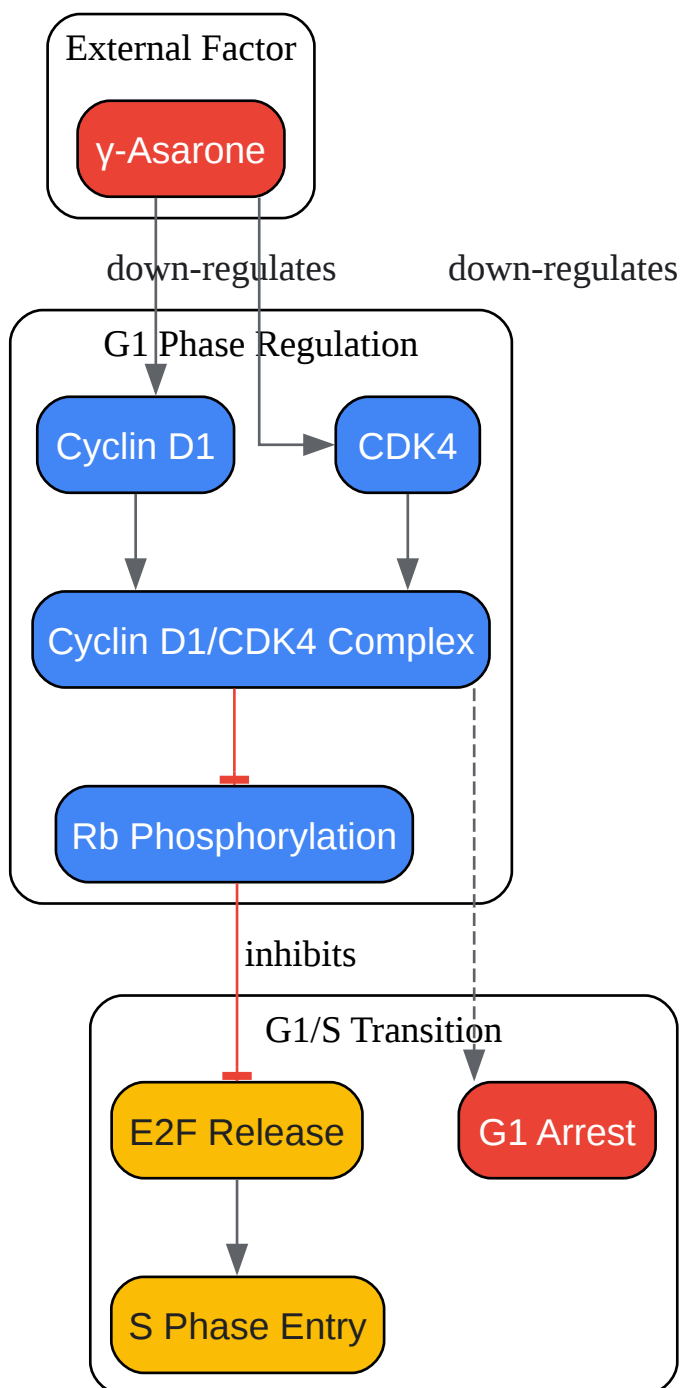 External Factor
γ-Asarone
down-regulates
down-regulates
G1 Phase Regulation
Cyclin D1
CDK4
Cyclin D1/CDK4 Complex
Rb Phosphorylation
inhibits
G1/S Transition
E2F Release
G1 Arrest
S Phase Entry